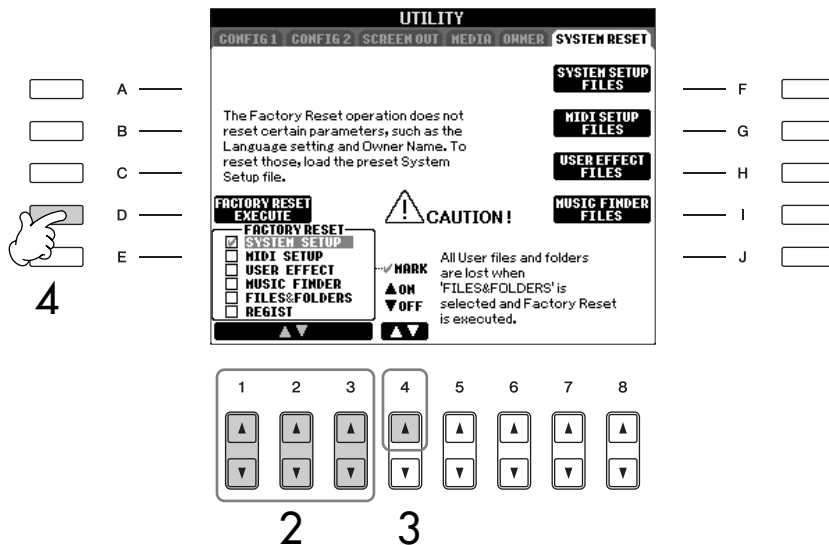 UTILITY
CONFIG 1 CONFIG 2 SCREEN OUT MEDIA OWNER SYSTEM RESET
SYSTEM SETUP
FILES
A
F
The Factory Reset operation does not
reset certain parameters, such as the
Language setting and Owner Name. To
reset those, load the preset System
Setup file.
MIDI SETUP
FILES
B
G
USER EFFECT
FILES
C
H
FACTORY RESET
EXECUTE
CAUTION!
MUSIC FINDER
FILES
D
I
FACTORY RESET
SYSTEM SETUP
MIDI SETUP
USER EFFECT
MUSIC FINDER
FILES&FOLDERS
REGIST
MARK
▲ON
▼OFF
All User files and folders
are lost when
'FILES&FOLDERS' is
selected and Factory Reset
is executed.
E
J
4
1 2 3 4 5 6 7 8
2 3